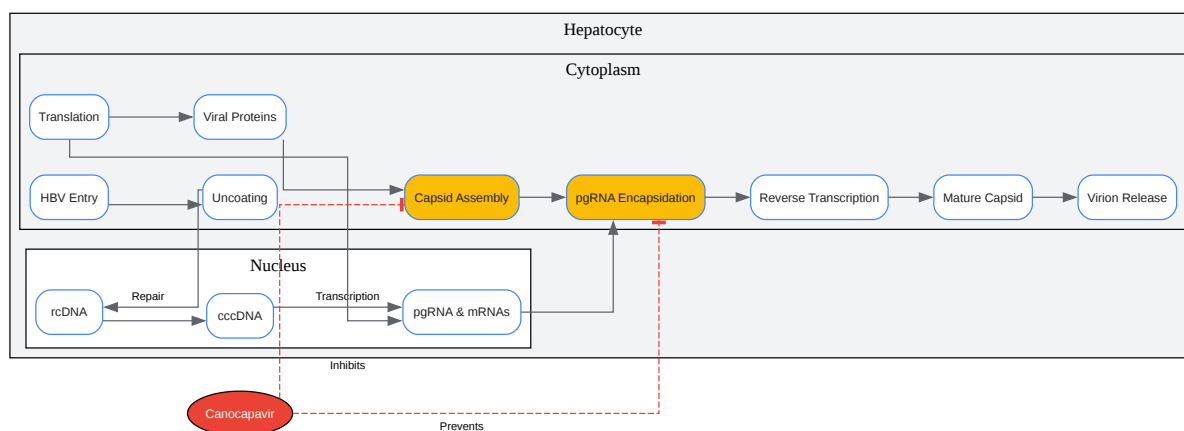 Hepatocyte
Cytoplasm
Translation
Viral Proteins
HBV Entry
Uncoating
Capsid Assembly
pgRNA Encapsidation
Reverse Transcription
Mature Capsid
Virion Release
Nucleus
Repair
Transcription
rcDNA
cccDNA
pgRNA & mRNAs
Inhibits
Canocapavir
Prevents